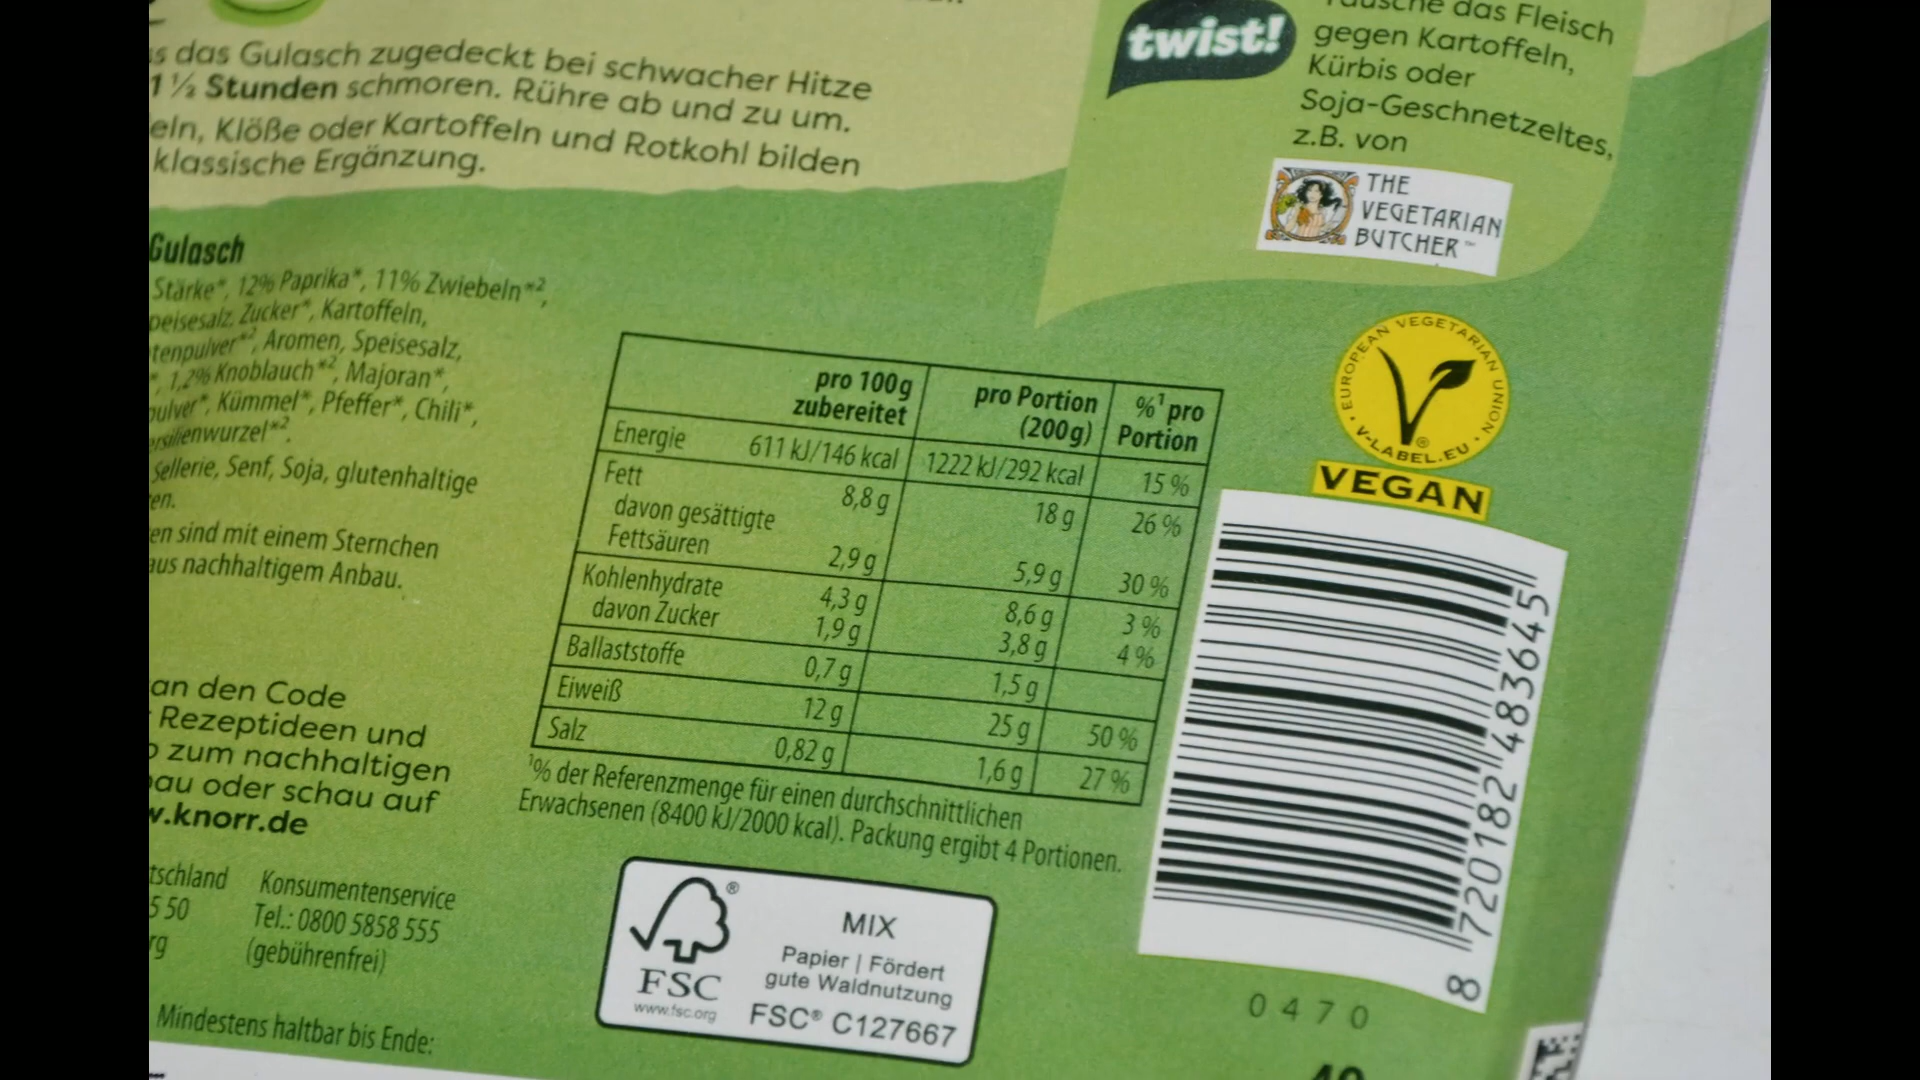 das Gulasch zugedeckt bei schwacher Hitze
1 ½ Stunden schmoren. Rühre ab und zu um.
eln, Klöße oder Kartoffeln und Rotkohl bilden
klassische Ergänzung.
twist!
das Fleisch
gegen Kartoffeln,
Kürbis oder
Soja-Geschnetzeltes,
z.B. von
THE
VEGETARIAN
BUTCHER™
Gulasch
Stärke*, 12% Paprika*, 11% Zwiebeln*²,
peisesalz, Zucker*, Kartoffeln,
tenpulver*², Aromen, Speisesalz,
*, 1,2% Knoblauch*², Majoran*,
pulver*, Kümmel*, Pfeffer*, Chili*,
ersilienwurzel*².
Sellerie, Senf, Soja, glutenhaltige
en.
en sind mit einem Sternchen
aus nachhaltigem Anbau.
an den Code
Rezeptideen und
zum nachhaltigen
au oder schau auf
w.knorr.de
tschland Konsumentenservice
5 50 Tel.: 0800 5858 555
rg (gebührenfrei)
Mindestens haltbar bis Ende:
pro 100g zubereitet pro Portion (200g) %¹ pro Portion
Energie 611 kJ/146 kcal 1222 kJ/292 kcal 15 %
Fett 8,8 g 18 g 26 %
davon gesättigte
Fettsäuren 2,9 g 5,9 g 30 %
Kohlenhydrate 4,3 g 8,6 g 3 %
davon Zucker 1,9 g 3,8 g 4 %
Ballaststoffe 0,7 g 1,5 g
Eiweiß 12 g 25 g 50 %
Salz 0,82 g 1,6 g 27 %
¹% der Referenzmenge für einen durchschnittlichen
Erwachsenen (8400 kJ/2000 kcal). Packung ergibt 4 Portionen.
EUROPEAN VEGETARIAN UNION
V-LABEL.EU
®
VEGAN
8 720182 483645
0470
®
FSC
www.fsc.org
MIX
Papier | Fördert
gute Waldnutzung
FSC® C127667